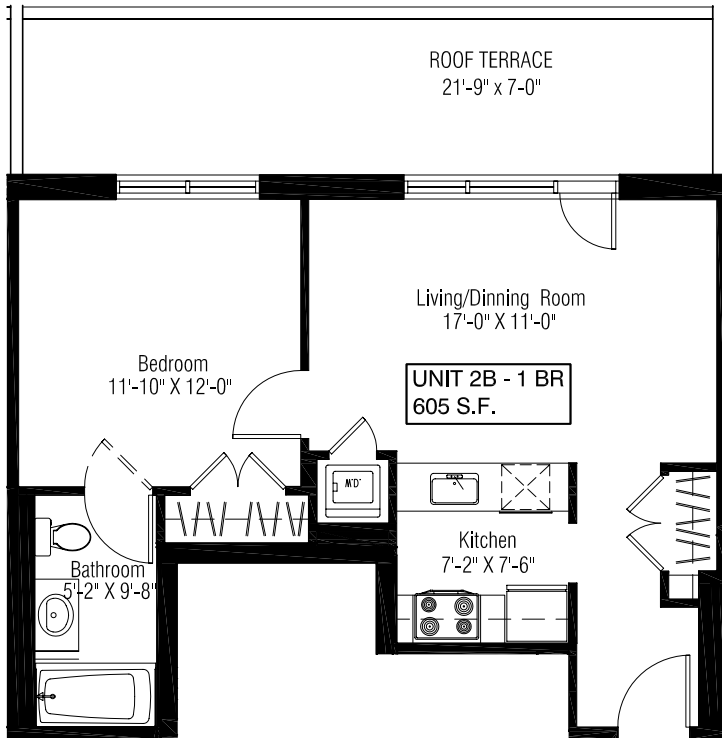 ROOF TERRACE
21'-9" x 7-0"
Living/Dinning Room
17'-0" X 11'-0"
Bedroom
11'-10" X 12'-0"
UNIT 2B - 1 BR
605 S.F.
W.D.
Kitchen
7'-2" X 7'-6"
Bathroom
5'-2" X 9'-8"